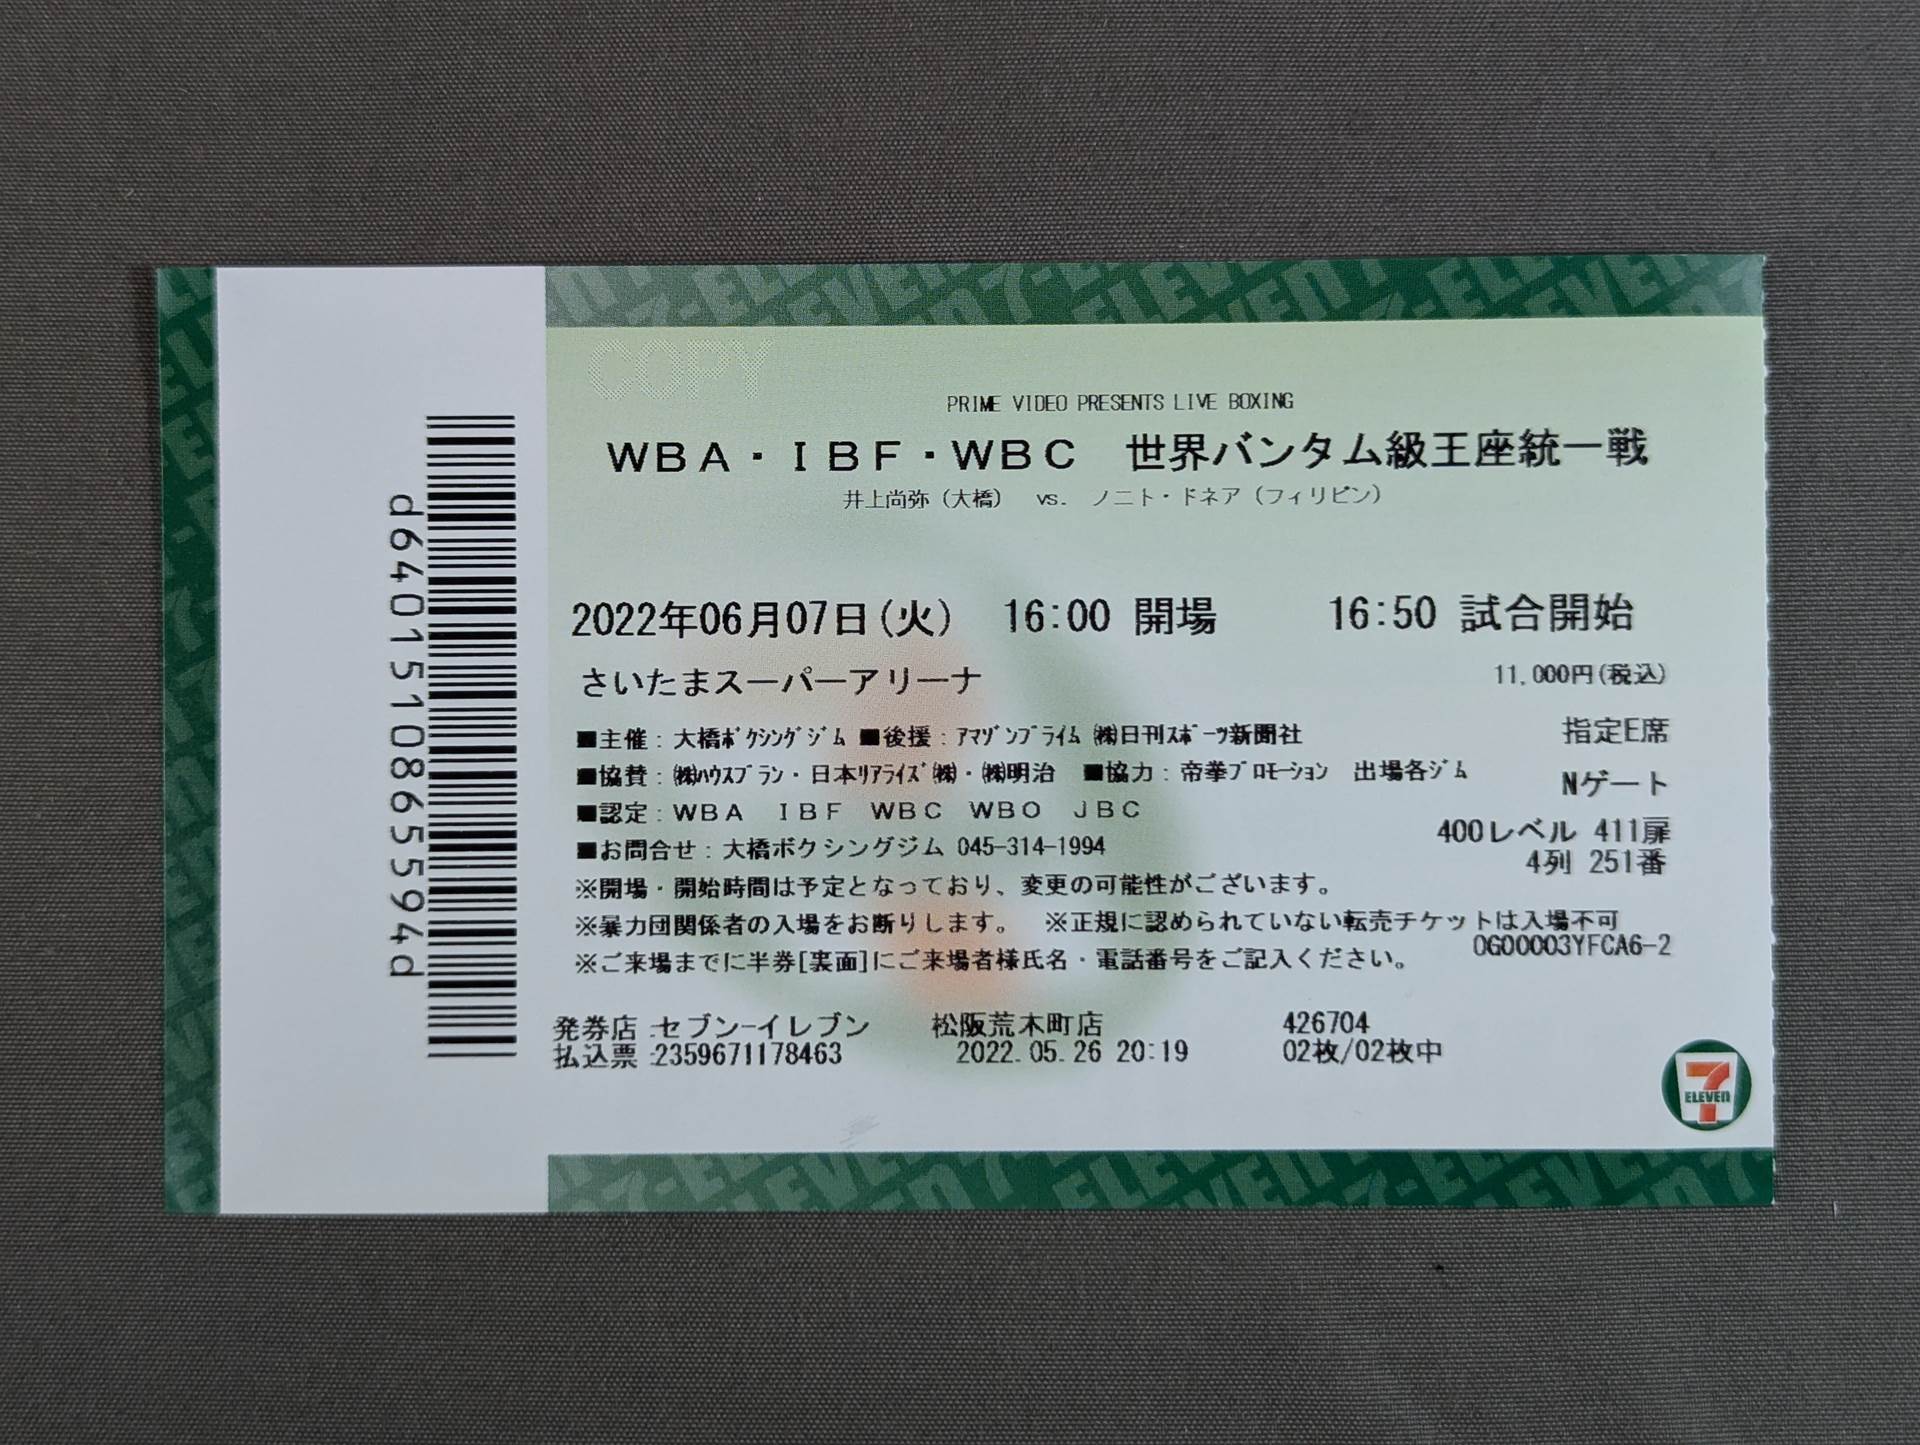 COPY
PRIME VIDEO PRESENTS LIVE BOXING
WBA・IBF・WBC 世界バンタム級王座統一戦
井上尚弥（大橋） vs. ノニト・ドネア（フィリピン）
2022年06月07日(火) 16:00 開場 16:50 試合開始
さいたまスーパーアリーナ
11,000円(税込)
■主催：大橋ﾎﾞｸｼﾝｸﾞｼﾞﾑ ■後援：ｱﾏｿﾞﾝﾌﾟﾗｲﾑ ㈱日刊ｽﾎﾟｰﾂ新聞社
指定E席
■協賛：㈱ﾊｳｽﾌﾟﾗﾝ・日本ﾘｱﾗｲｽﾞ㈱・㈱明治 ■協力：帝拳ﾌﾟﾛﾓｰｼｮﾝ 出場各ｼﾞﾑ
Nゲート
■認定：WBA IBF WBC WBO JBC
400レベル 411扉
■お問合せ：大橋ボクシングジム 045-314-1994
4列 251番
※開場・開始時間は予定となっており、変更の可能性がございます。
※暴力団関係者の入場をお断りします。 ※正規に認められていない転売チケットは入場不可
0G00003YFCA6-2
※ご来場までに半券[裏面]にご来場者様氏名・電話番号をご記入ください。
発券店:セブン-イレブン 松阪荒木町店 426704
払込票:2359671178463 2022.05.26 20:19 02枚/02枚中
d6401510865594d
7
ELEVEn